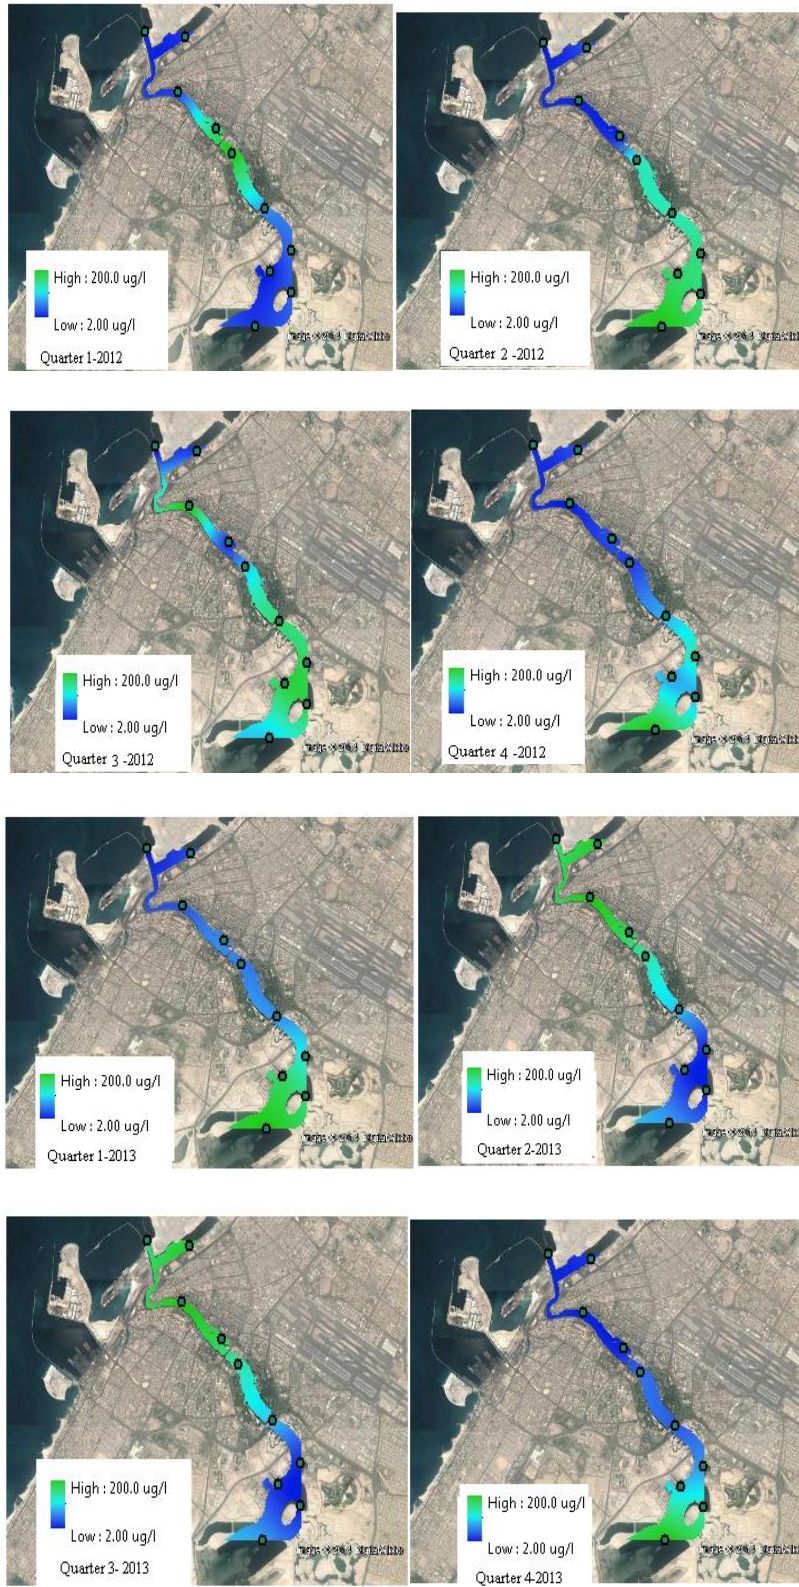 High : 200.0 ug/l
Low : 2.00 ug/l
Quarter 1-2012
High : 200.0 ug/l
Low : 2.00 ug/l
Quarter 2 -2012
High : 200.0 ug/l
Low : 2.00 ug/l
Quarter 3 -2012
High : 200.0 ug/l
Low : 2.00 ug/l
Quarter 4 -2012
High : 200.0 ug/l
Low : 2.00 ug/l
Quarter 1-2013
High : 200.0 ug/l
Low : 2.00 ug/l
Quarter 2-2013
High : 200.0 ug/l
Low : 2.00 ug/l
Quarter 3- 2013
High : 200.0 ug/l
Low : 2.00 ug/l
Quarter 4-2013